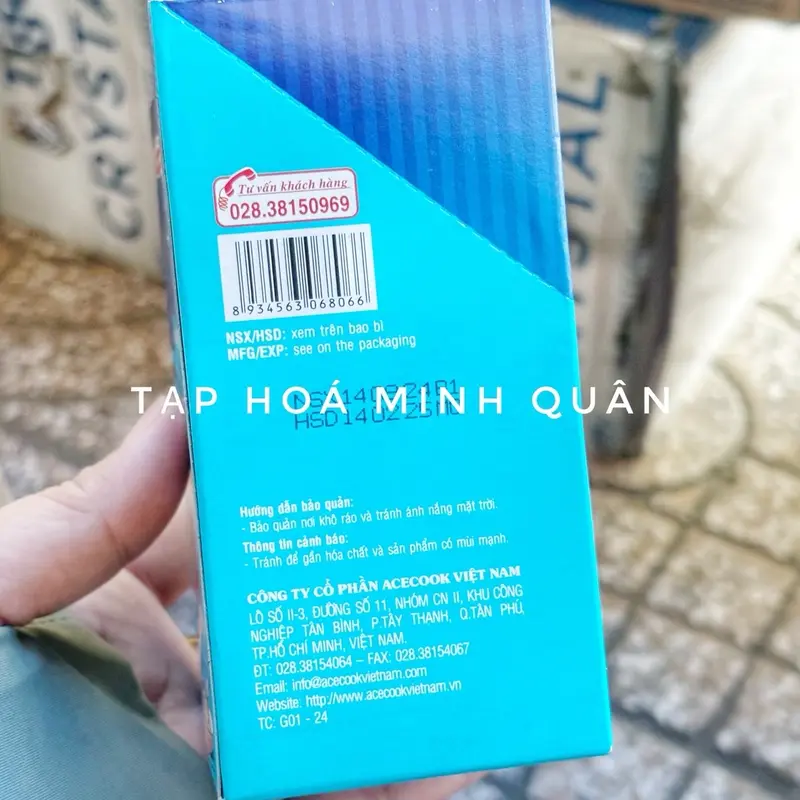 CRYSTAL
CRYSTAL
Tư vấn khách hàng
028.38150969
8 934563 068066
NSX/HSD: xem trên bao bì
MFG/EXP: see on the packaging
TẠP HOÁ MINH QUÂN
Hướng dẫn bảo quản:
- Bảo quản nơi khô ráo và tránh ánh nắng mặt trời.
Thông tin cảnh báo:
- Tránh để gần hóa chất và sản phẩm có mùi mạnh.
CÔNG TY CỔ PHẦN ACECOOK VIỆT NAM
LÔ SỐ II-3, ĐƯỜNG SỐ 11, NHÓM CN II, KHU CÔNG
NGHIỆP TÂN BÌNH, P.TÂY THẠNH, Q.TÂN PHÚ,
TP.HỒ CHÍ MINH, VIỆT NAM.
ĐT: 028.38154064 – FAX: 028.38154067
Email: info@acecookvietnam.com
Website: http://www.acecookvietnam.vn
TC: G01 - 24